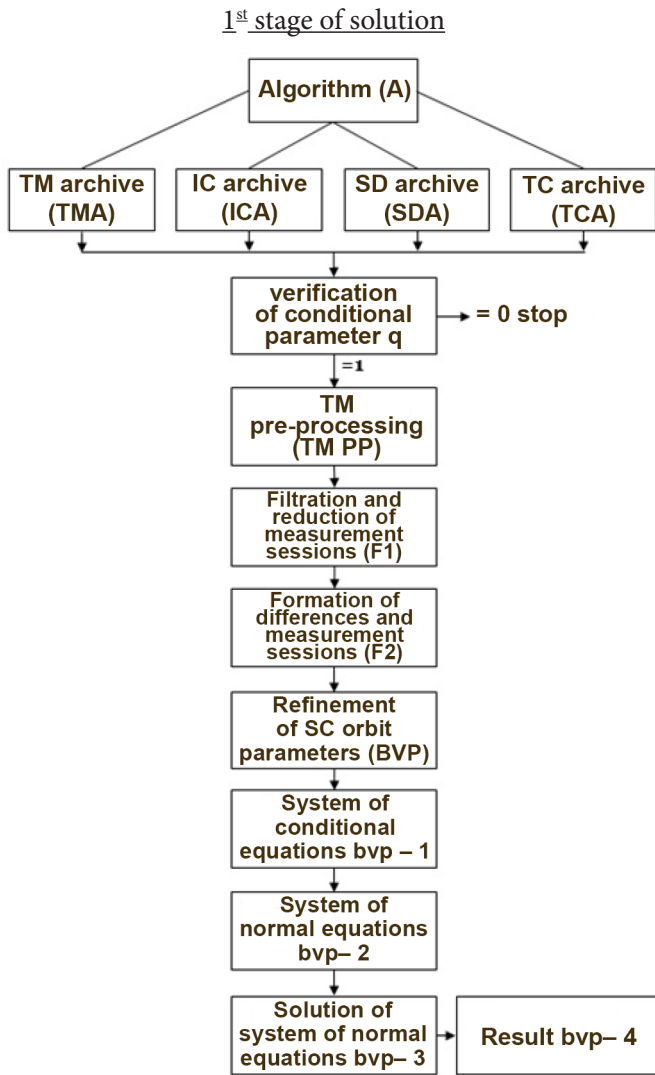 1st stage of solution
Algorithm (A)
TM archive
(TMA)
IC archive
(ICA)
SD archive
(SDA)
TC archive
(TCA)
verification
of conditional
parameter q
= 0 stop
=1
TM
pre-processing
(TM PP)
Filtration and
reduction of
measurement
sessions (F1)
Formation of
differences and
measurement
sessions (F2)
Refinement
of SC orbit
parameters (BVP)
System of
conditional
equations bvp – 1
System of
normal equations
bvp– 2
Solution of
system of normal
equations bvp– 3
Result bvp– 4